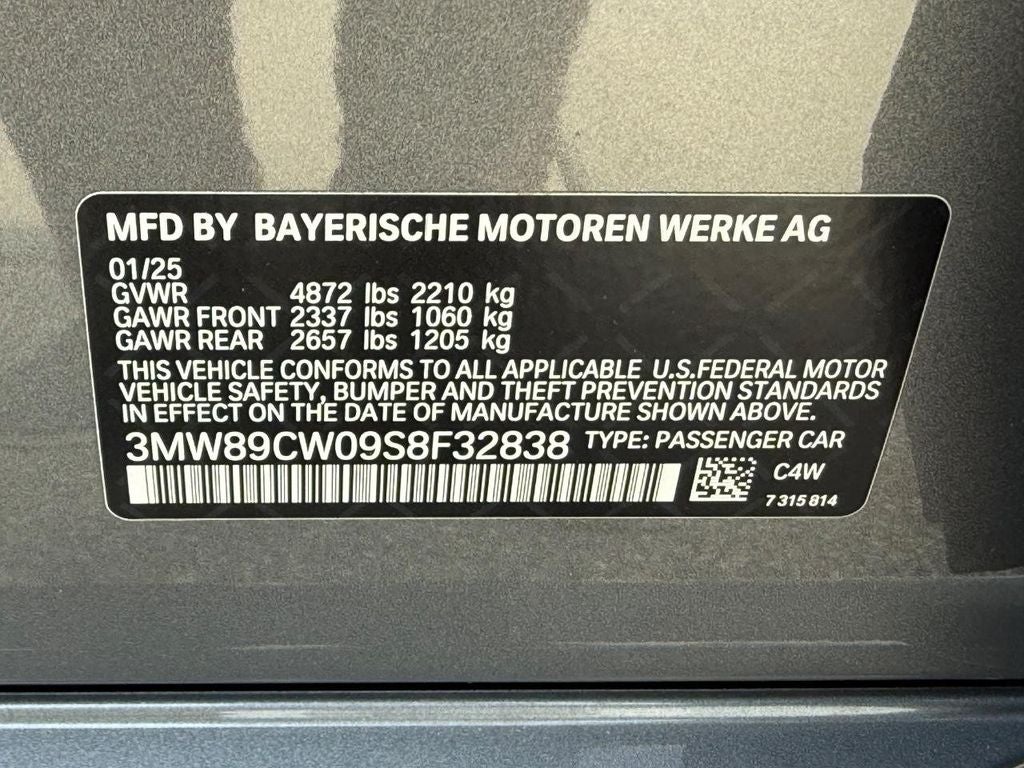 MFD BY BAYERISCHE MOTOREN WERKE AG
01/25
GVWR 4872 lbs 2210 kg
GAWR FRONT 2337 lbs 1060 kg
GAWR REAR 2657 lbs 1205 kg
THIS VEHICLE CONFORMS TO ALL APPLICABLE U.S.FEDERAL MOTOR
VEHICLE SAFETY, BUMPER AND THEFT PREVENTION STANDARDS
IN EFFECT ON THE DATE OF MANUFACTURE SHOWN ABOVE.
3MW89CW09S8F32838 TYPE: PASSENGER CAR
C4W
7 315 814